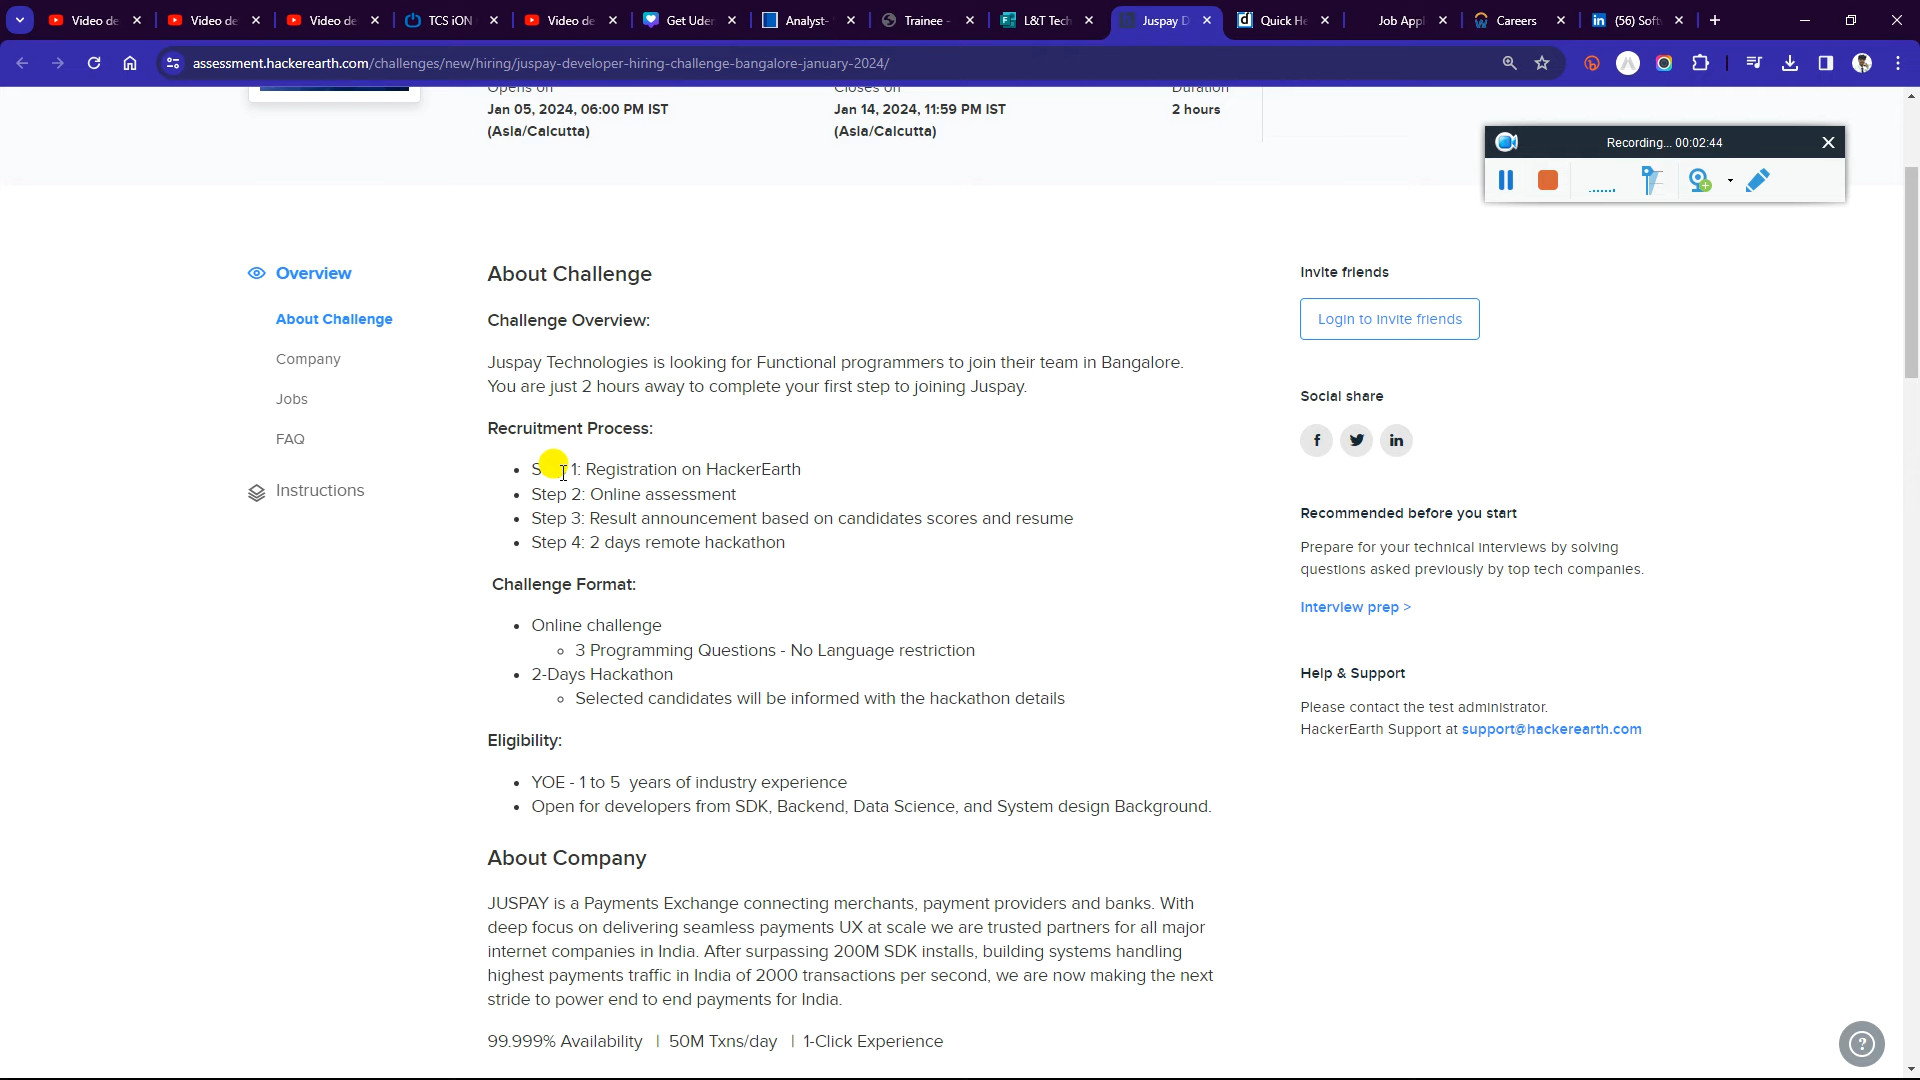 Video de
Video de
Video de
TCS iON
Video de
Get Uden
Analyst-
Trainee -
L&T Tech
Juspay D
Quick He
Job Appl
Careers
(56) Soft
assessment.hackerearth.com/challenges/new/hiring/juspay-developer-hiring-challenge-bangalore-january-2024/
Opens on
Closes on
Duration
Jan 05, 2024, 06:00 PM IST
(Asia/Calcutta)
Jan 14, 2024, 11:59 PM IST
(Asia/Calcutta)
2 hours
Recording... 00:02:44
Overview
About Challenge
Company
Jobs
FAQ
Instructions
About Challenge
Challenge Overview:
Juspay Technologies is looking for Functional programmers to join their team in Bangalore.
You are just 2 hours away to complete your first step to joining Juspay.
Recruitment Process:
• Step 1: Registration on HackerEarth
• Step 2: Online assessment
• Step 3: Result announcement based on candidates scores and resume
• Step 4: 2 days remote hackathon
Challenge Format:
• Online challenge
◦ 3 Programming Questions - No Language restriction
• 2-Days Hackathon
◦ Selected candidates will be informed with the hackathon details
Eligibility:
• YOE - 1 to 5 years of industry experience
• Open for developers from SDK, Backend, Data Science, and System design Background.
About Company
JUSPAY is a Payments Exchange connecting merchants, payment providers and banks. With
deep focus on delivering seamless payments UX at scale we are trusted partners for all major
internet companies in India. After surpassing 200M SDK installs, building systems handling
highest payments traffic in India of 2000 transactions per second, we are now making the next
stride to power end to end payments for India.
99.999% Availability | 50M Txns/day | 1-Click Experience
Invite friends
Login to invite friends
Social share
Recommended before you start
Prepare for your technical interviews by solving
questions asked previously by top tech companies.
Interview prep >
Help & Support
Please contact the test administrator.
HackerEarth Support at support@hackerearth.com